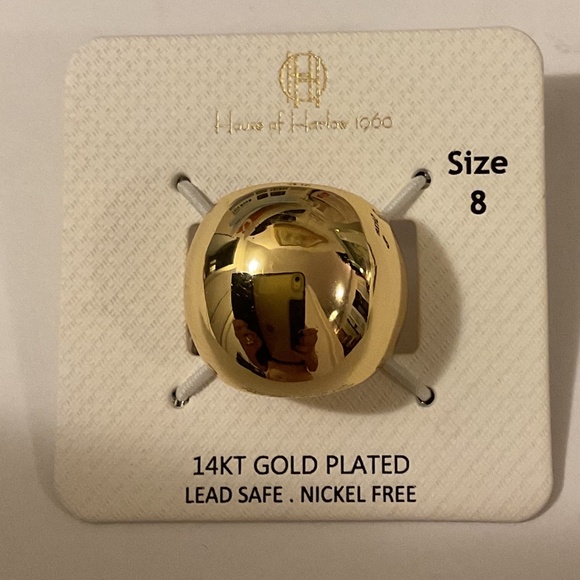 House of Harlow 1960
Size
8
14KT GOLD PLATED
LEAD SAFE . NICKEL FREE